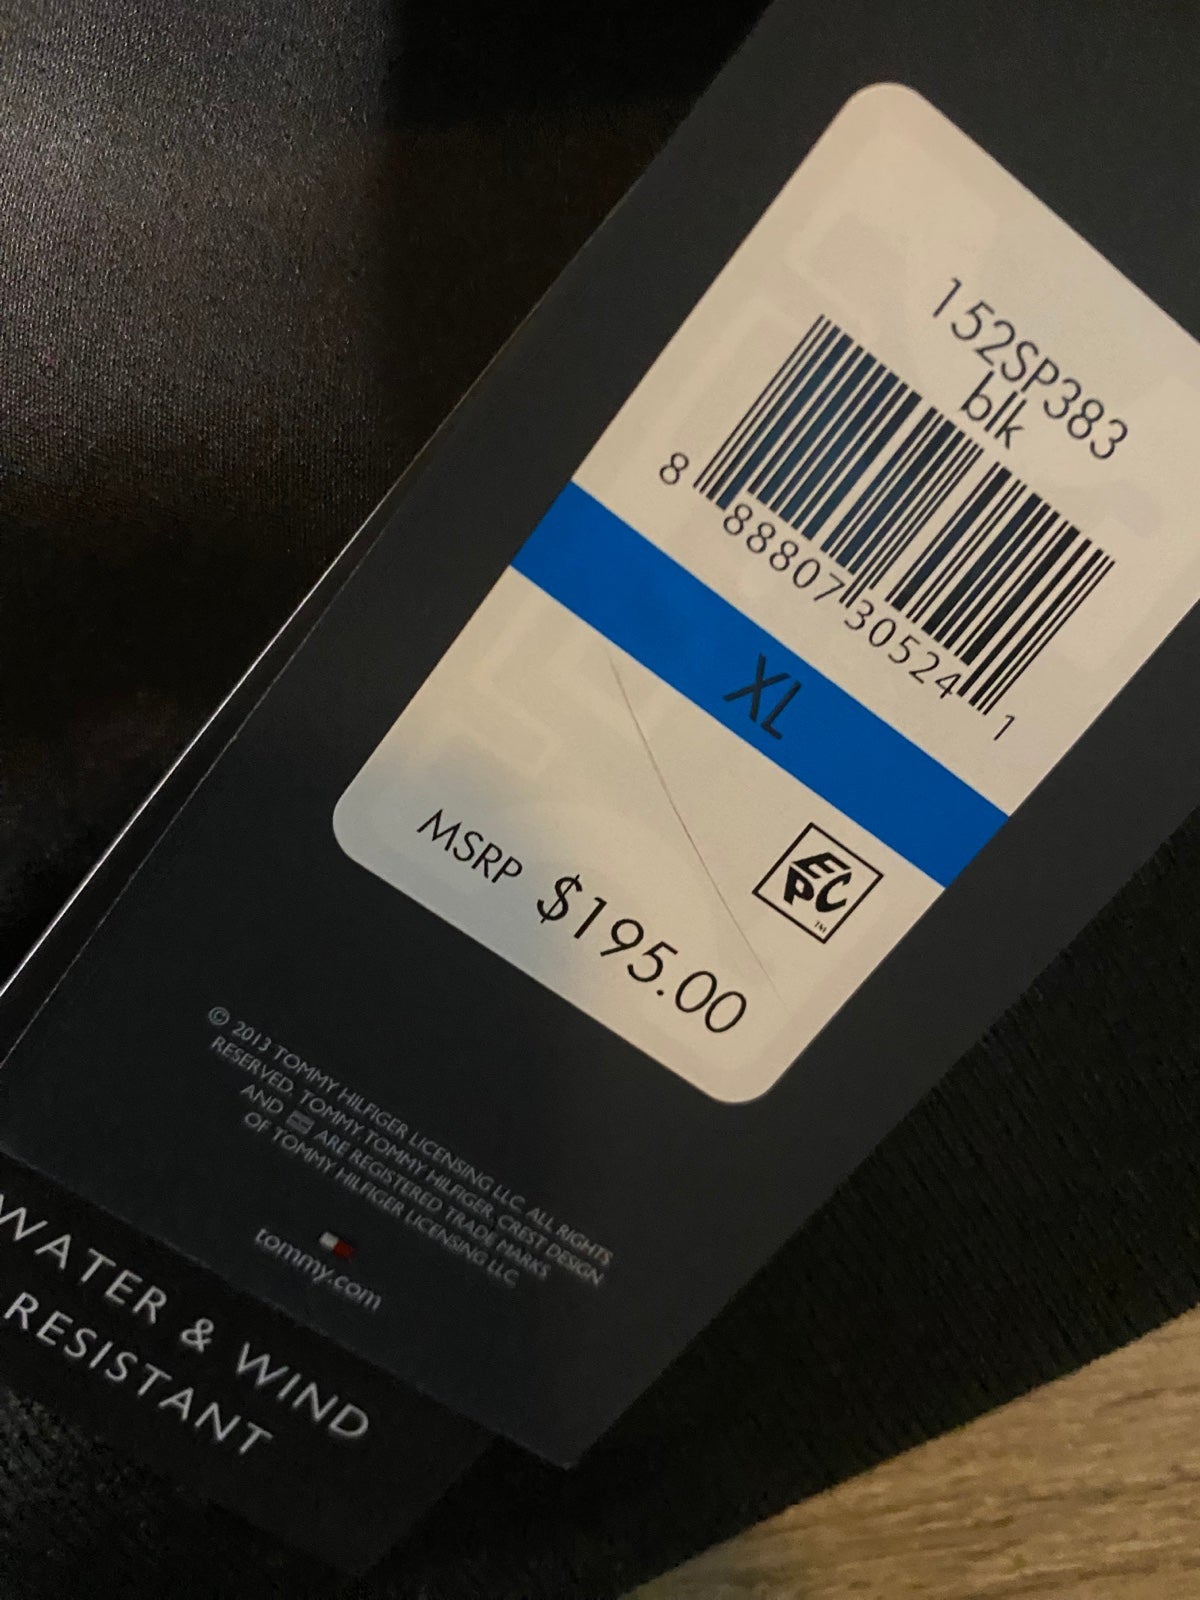 152SP383
blk
8 88807 30524 1
XL
EPC
TM
MSRP $195.00
© 2013 TOMMY HILFIGER LICENSING LLC. ALL RIGHTS
RESERVED. TOMMY,TOMMY HILFIGER, CREST DESIGN
AND ARE REGISTERED TRADE MARKS
OF TOMMY HILFIGER LICENSING LLC.
tommy.com
WATER & WIND
RESISTANT